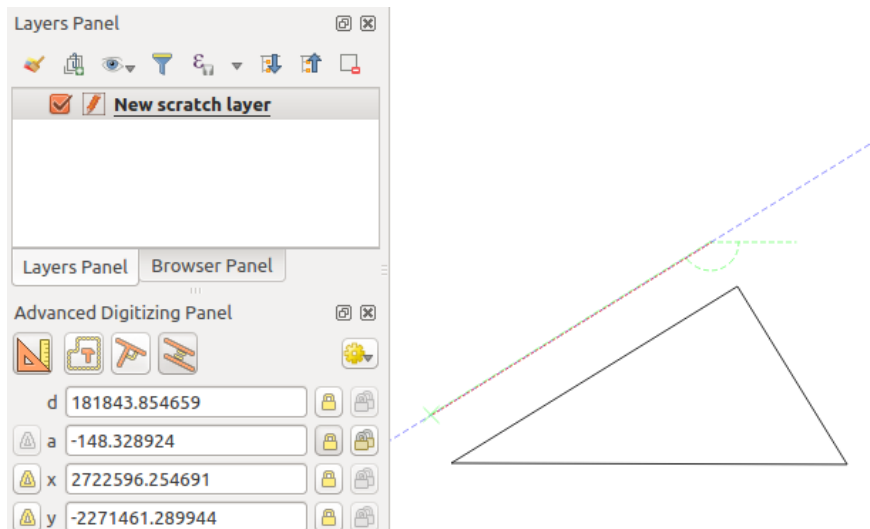 Layers Panel
New scratch layer
Layers Panel Browser Panel
Advanced Digitizing Panel
d 181843.854659
a -148.328924
x 2722596.254691
y -2271461.289944